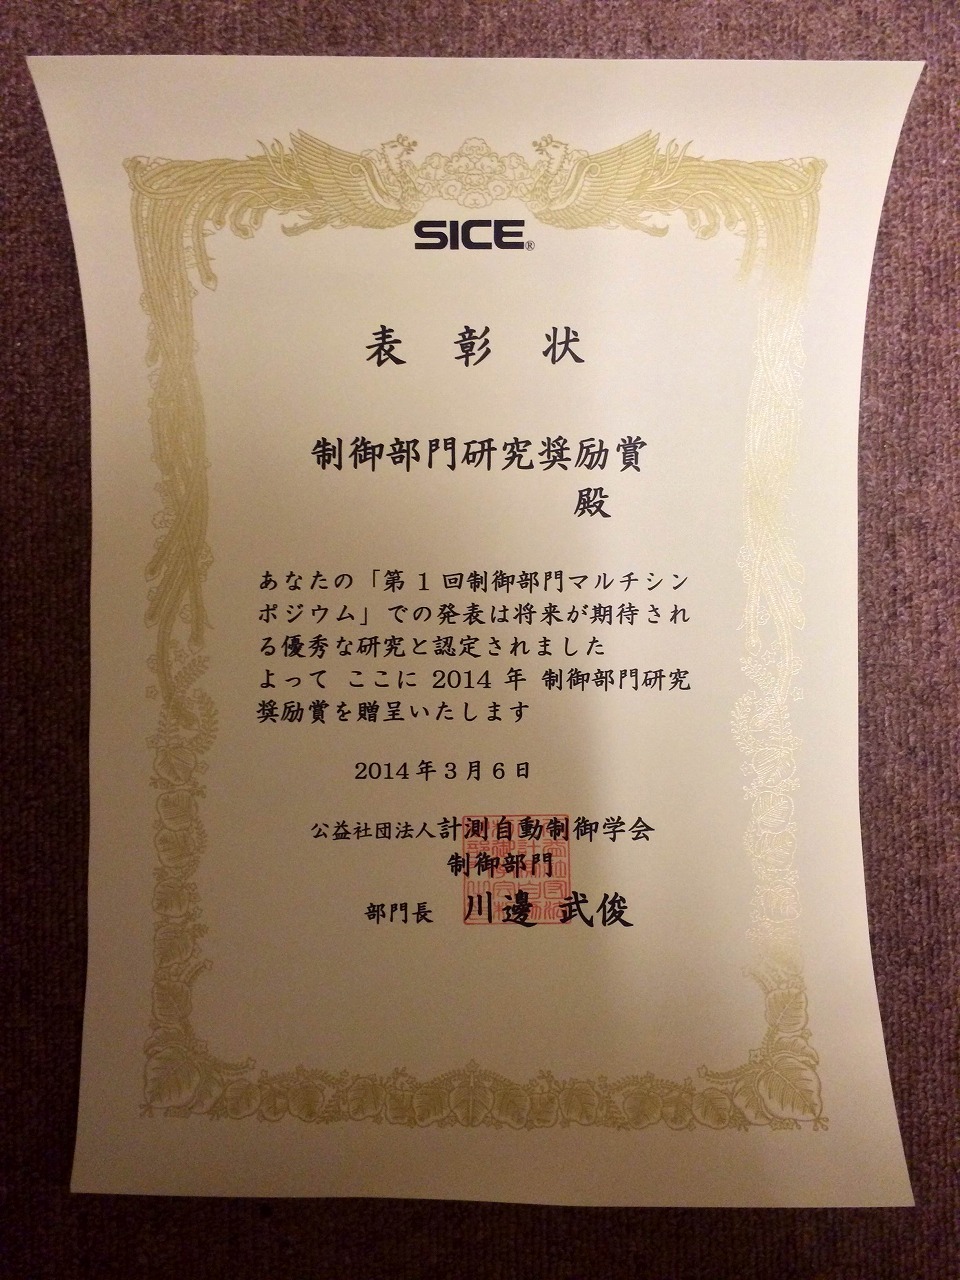 SICE®
表彰状
制御部門研究奨励賞
殿
あなたの「第1回制御部門マルチシン
ポジウム」での発表は将来が期待され
る優秀な研究と認定されました
よって ここに 2014 年 制御部門研究
奨励賞を贈呈いたします
2014年3月6日
公益社団法人計測自動制御学会
制御部門
部門長 川邊 武俊